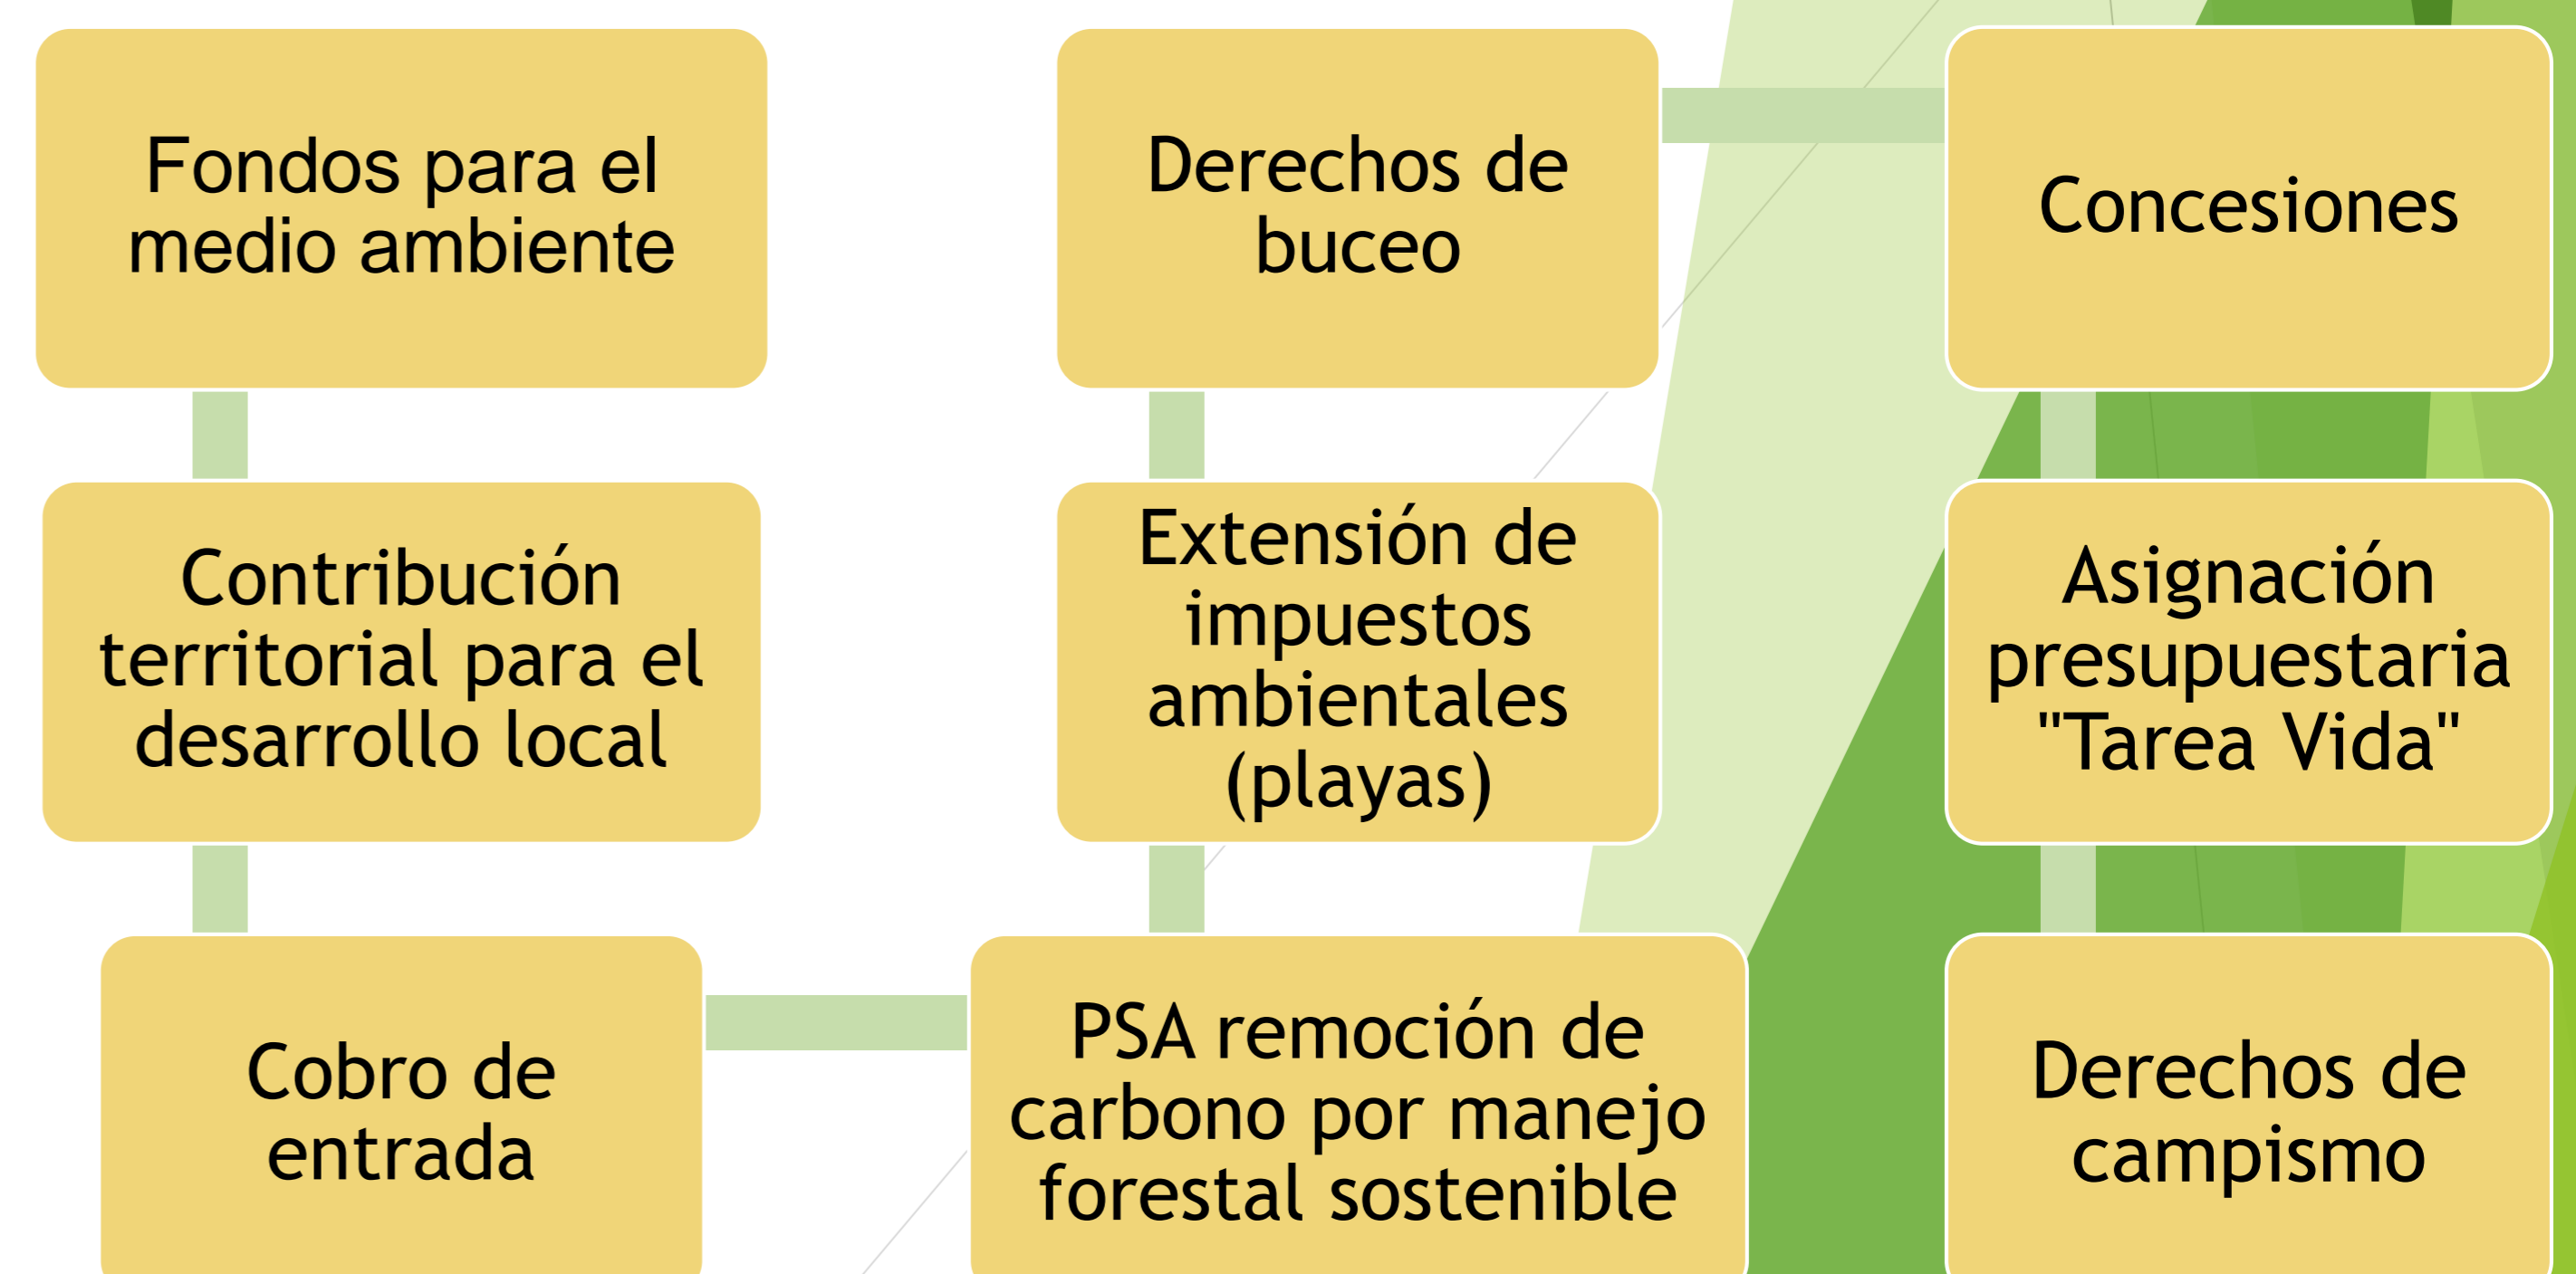 Fondos para el
medio ambiente
Contribución
territorial para el
desarrollo local
Cobro de
entrada
PSA remoción de
carbono por manejo
forestal sostenible
Extensión de
impuestos
ambientales
(playas)
Derechos de
buceo
Concesiones
Asignación
presupuestaria
"Tarea Vida"
Derechos de
campismo